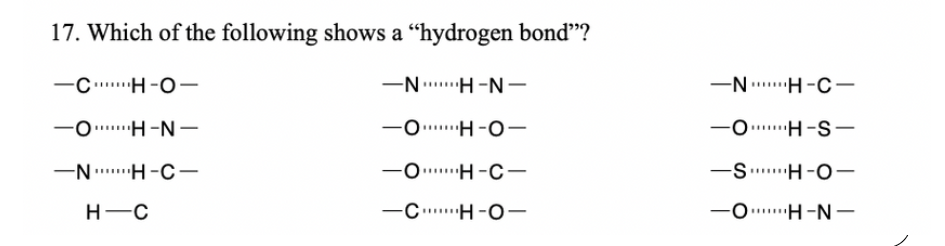 17. Which of the following shows a “hydrogen bond”?
—C·······H-O— —N·······H-N— —N·······H-C—
—O·······H-N— —O·······H-O— —O·······H-S—
—N·······H-C— —O·······H-C— —S·······H-O—
H—C —C·······H-O— —O·······H-N—